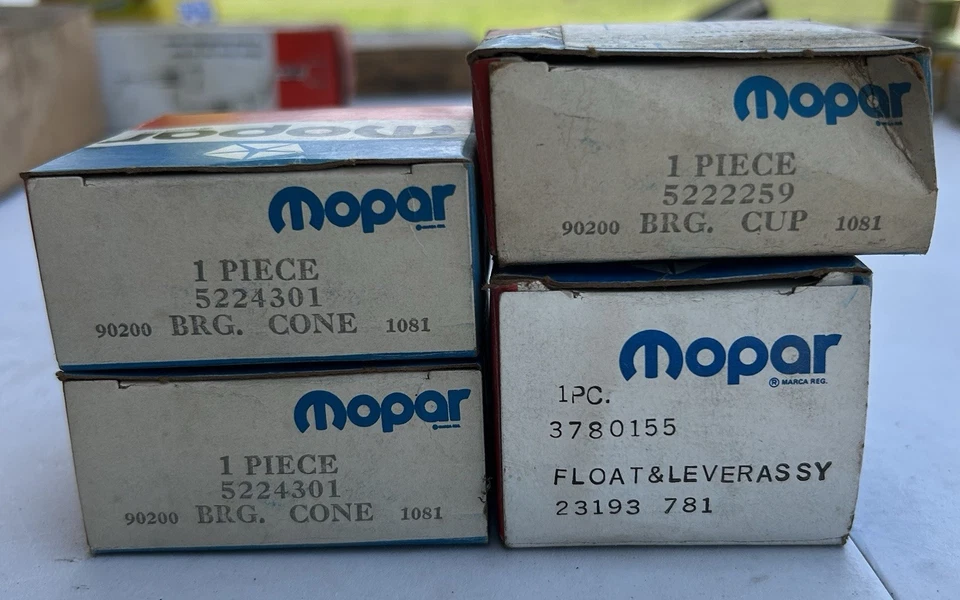 mopar
1 PIECE
5224301
90200 BRG. CONE 1081
mopar
1 PIECE
5224301
90200 BRG. CONE 1081
mopar
1 PIECE
5222259
90200 BRG. CUP 1081
mopar
® MARCA REG.
1PC.
3780155
FLOAT&LEVERASSY
23193 781
mopar